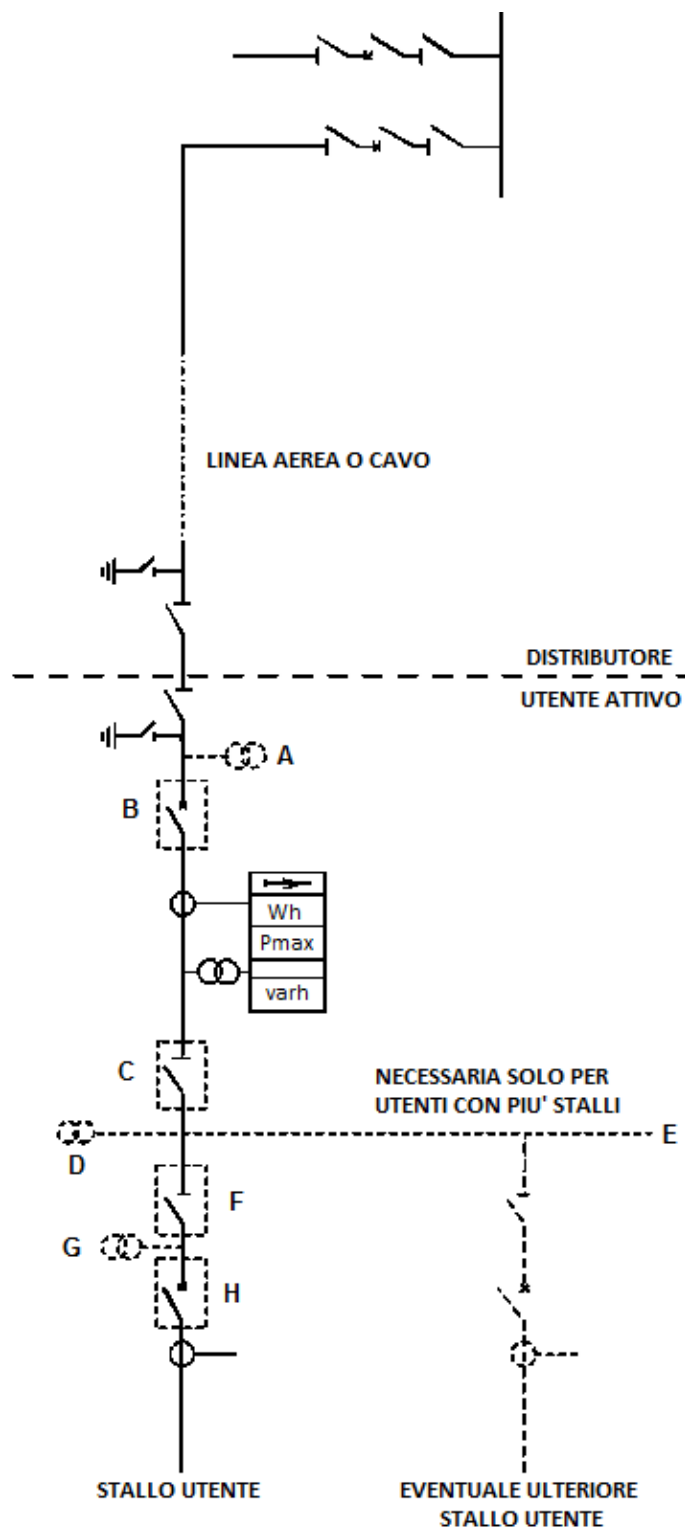 LINEA AEREA O CAVO
DISTRIBUTORE
UTENTE ATTIVO
A
B
Wh
Pmax
varh
C
NECESSARIA SOLO PER
UTENTI CON PIU' STALLI
D
E
F
G
H
STALLO UTENTE
EVENTUALE ULTERIORE
STALLO UTENTE